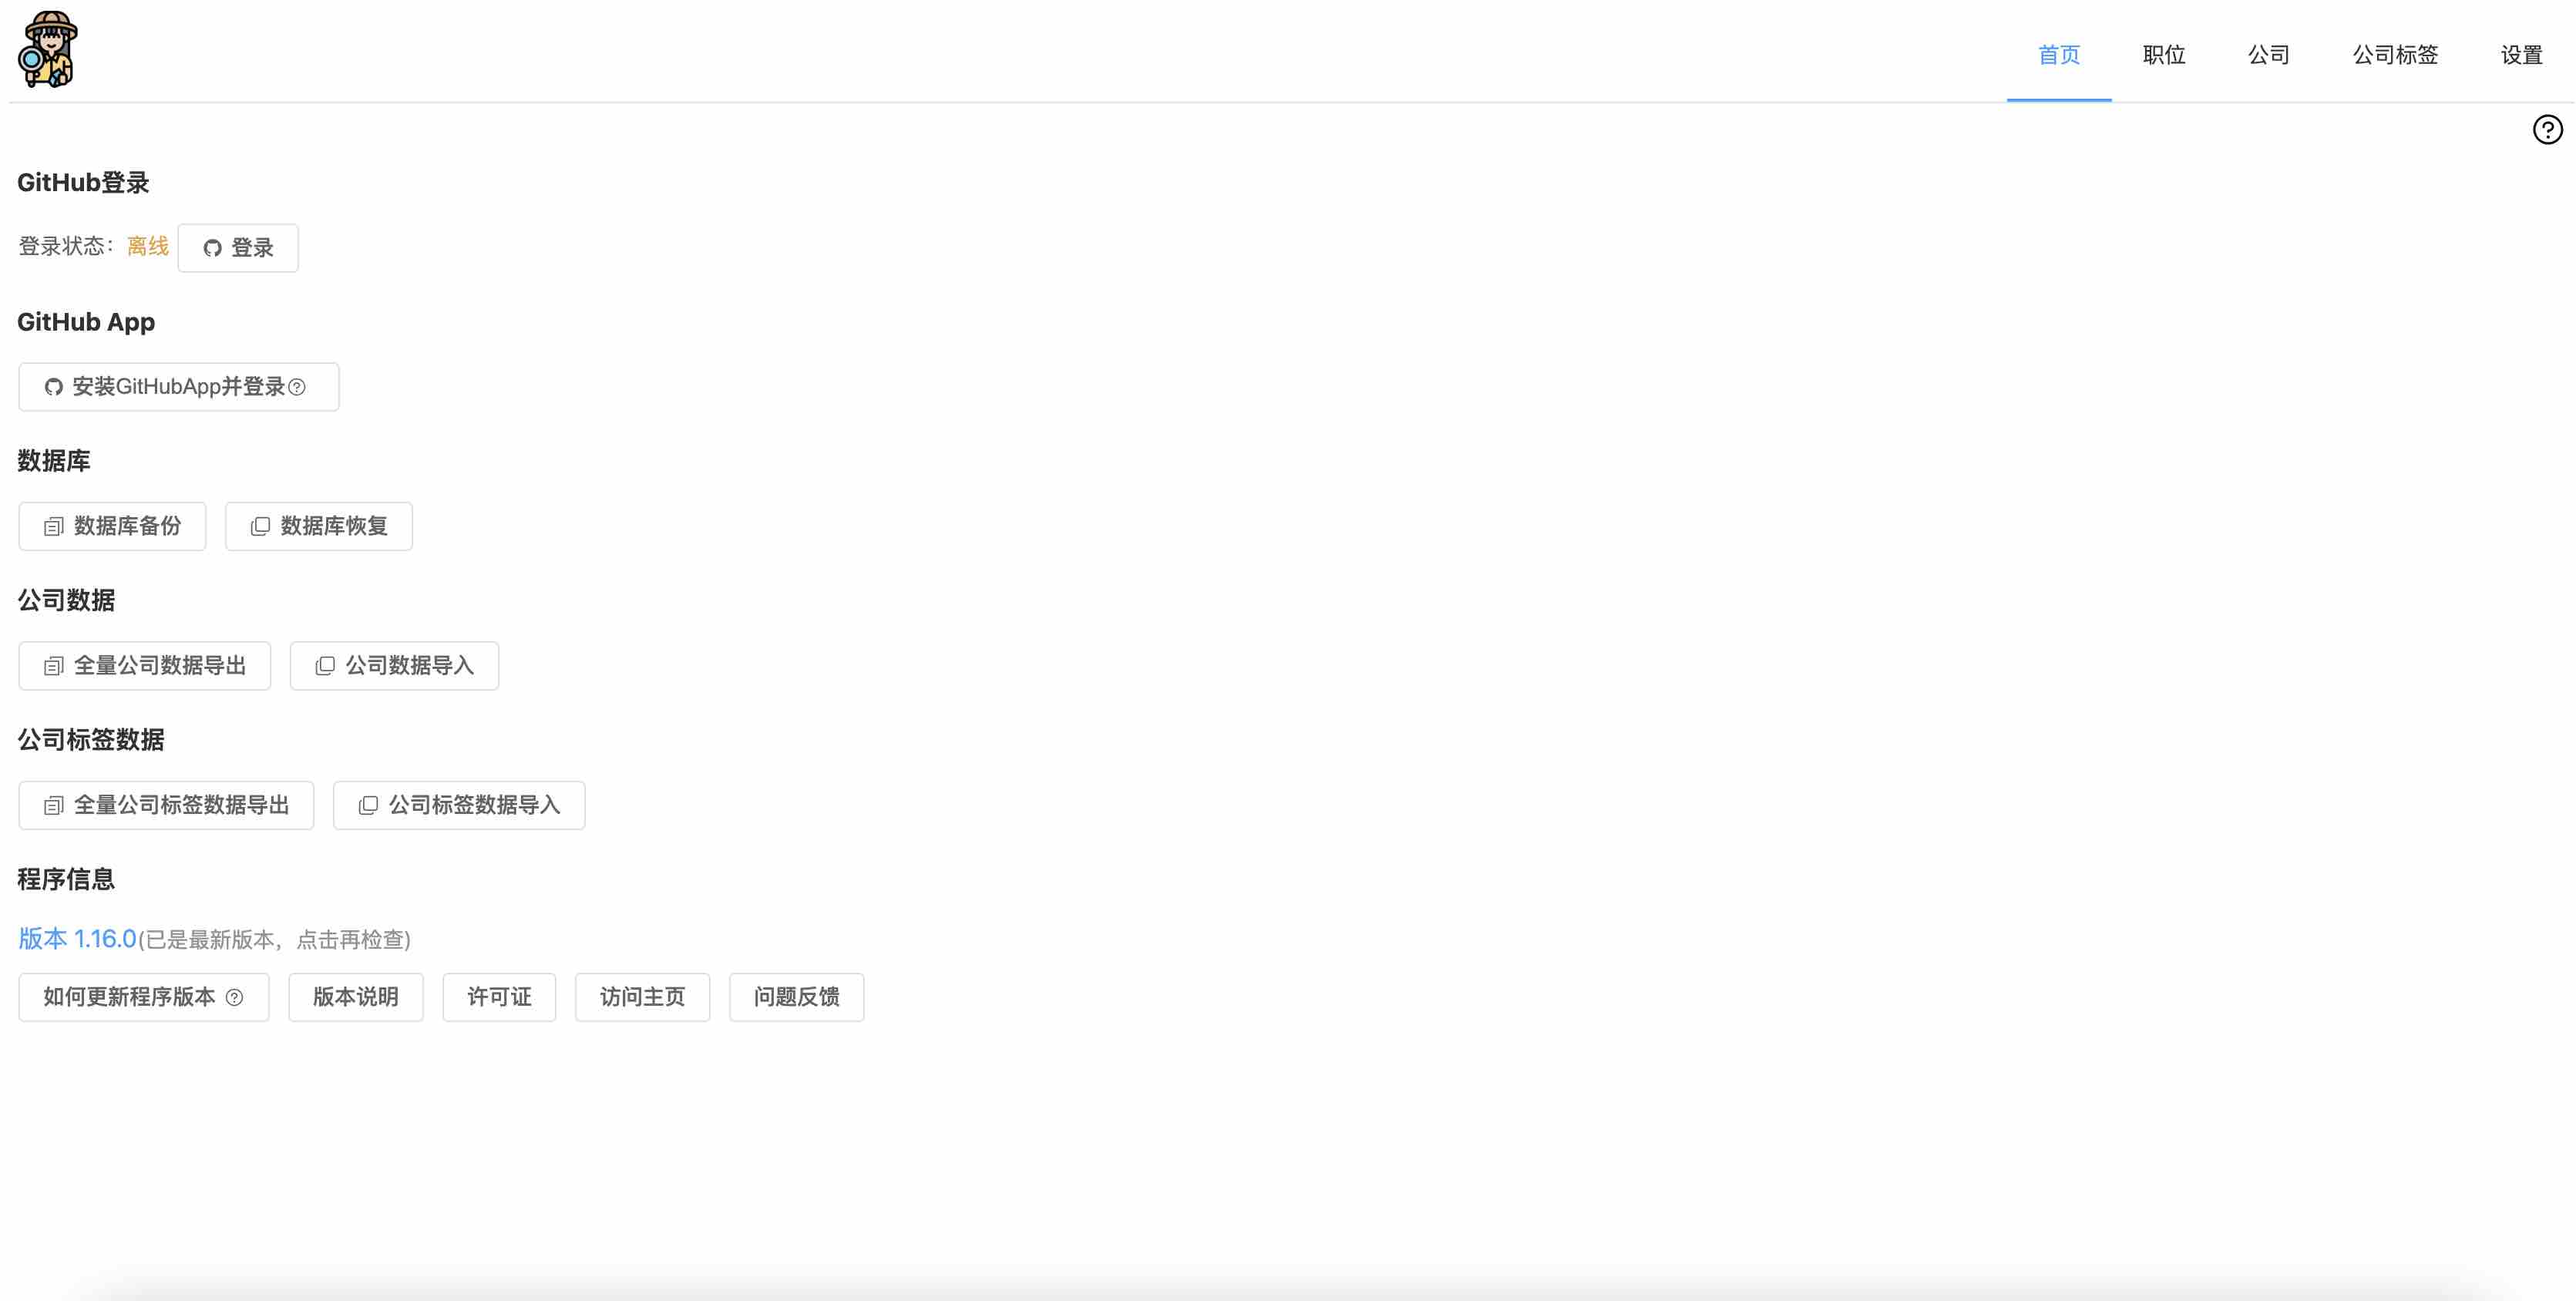 首页 职位 公司 公司标签 设置
GitHub登录
登录状态：离线 登录
GitHub App
安装GitHubApp并登录
数据库
数据库备份 数据库恢复
公司数据
全量公司数据导出 公司数据导入
公司标签数据
全量公司标签数据导出 公司标签数据导入
程序信息
版本 1.16.0(已是最新版本，点击再检查)
如何更新程序版本 版本说明 许可证 访问主页 问题反馈